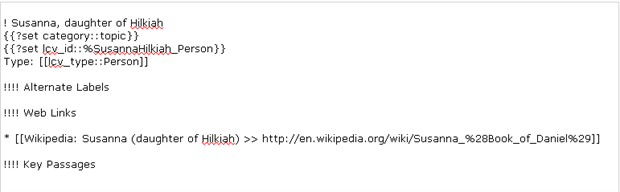 ! Susanna, daughter of Hilkiah
{{?set category::topic}}
{{?set lcv_id::%SusannaHilkiah_Person}}
Type: [[lcv_type::Person]]
!!!! Alternate Labels
!!!! Web Links
* [[Wikipedia: Susanna (daughter of Hilkiah) >> http://en.wikipedia.org/wiki/Susanna_%28Book_of_Daniel%29]]
!!!! Key Passages